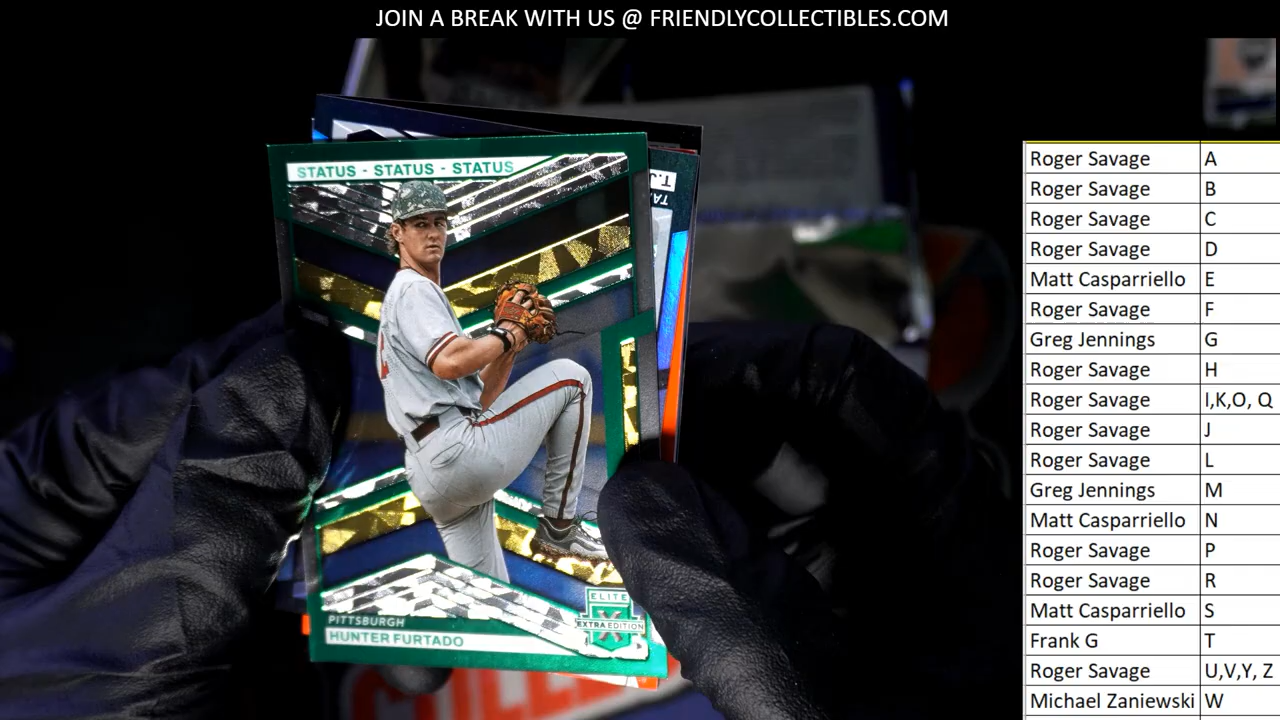 JOIN A BREAK WITH US @ FRIENDLYCOLLECTIBLES.COM
STATUS - STATUS - STATUS
T.J
PITTSBURGH
HUNTER FURTADO
ELITE
X
EXTRA EDITION
Roger Savage A
Roger Savage B
Roger Savage C
Roger Savage D
Matt Casparriello E
Roger Savage F
Greg Jennings G
Roger Savage H
Roger Savage I,K,O, Q
Roger Savage J
Roger Savage L
Greg Jennings M
Matt Casparriello N
Roger Savage P
Roger Savage R
Matt Casparriello S
Frank G T
Roger Savage U,V,Y, Z
Michael Zaniewski W